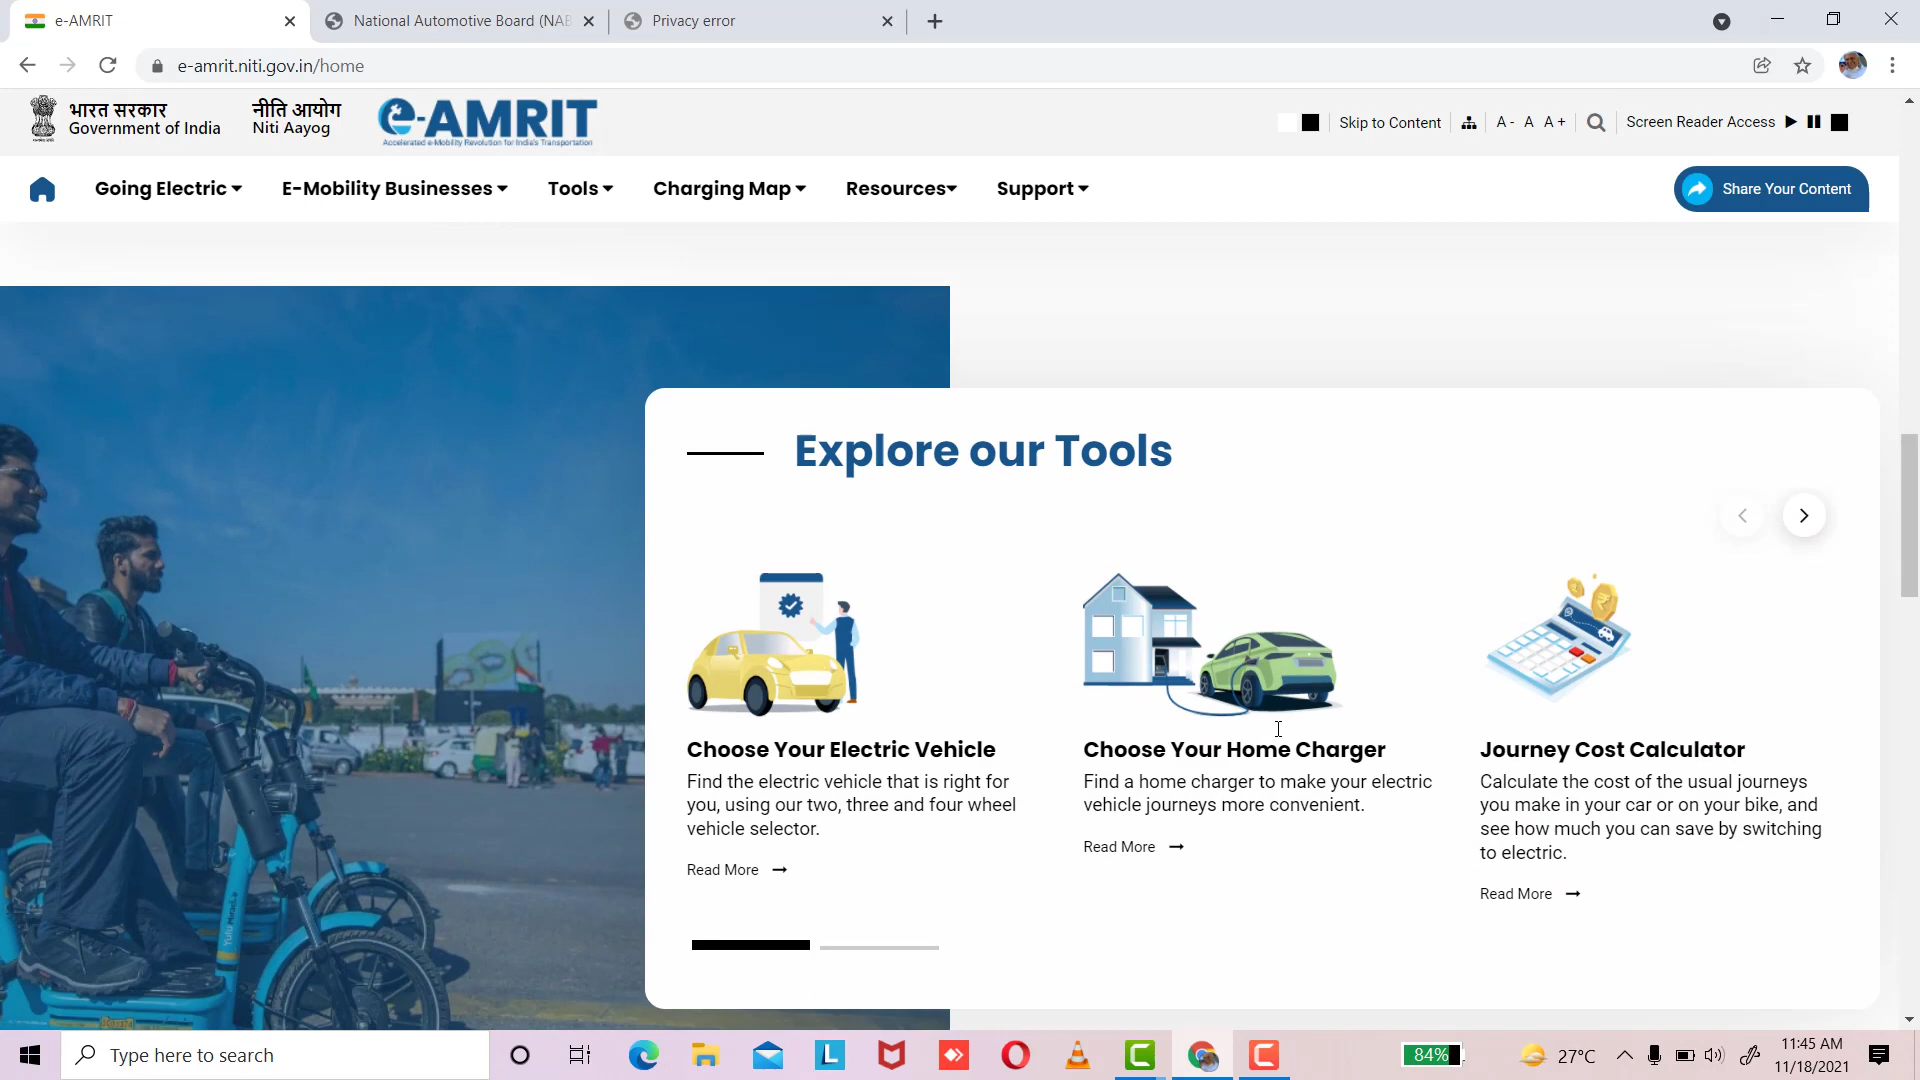 e-AMRIT
National Automotive Board (NAB
Privacy error
e-amrit.niti.gov.in/home
भारत सरकार
Government of India
नीति आयोग
Niti Aayog
e-AMRIT
Accelerated e-Mobility Revolution for India's Transportation
Skip to Content
A - A A +
Screen Reader Access
Going Electric
E-Mobility Businesses
Tools
Charging Map
Resources
Support
Share Your Content
Explore our Tools
Choose Your Electric Vehicle
Find the electric vehicle that is right for
you, using our two, three and four wheel
vehicle selector.
Read More
Choose Your Home Charger
Find a home charger to make your electric
vehicle journeys more convenient.
Read More
Journey Cost Calculator
Calculate the cost of the usual journeys
you make in your car or on your bike, and
see how much you can save by switching
to electric.
Read More
Type here to search
L
84%
27°C
11:45 AM
11/18/2021